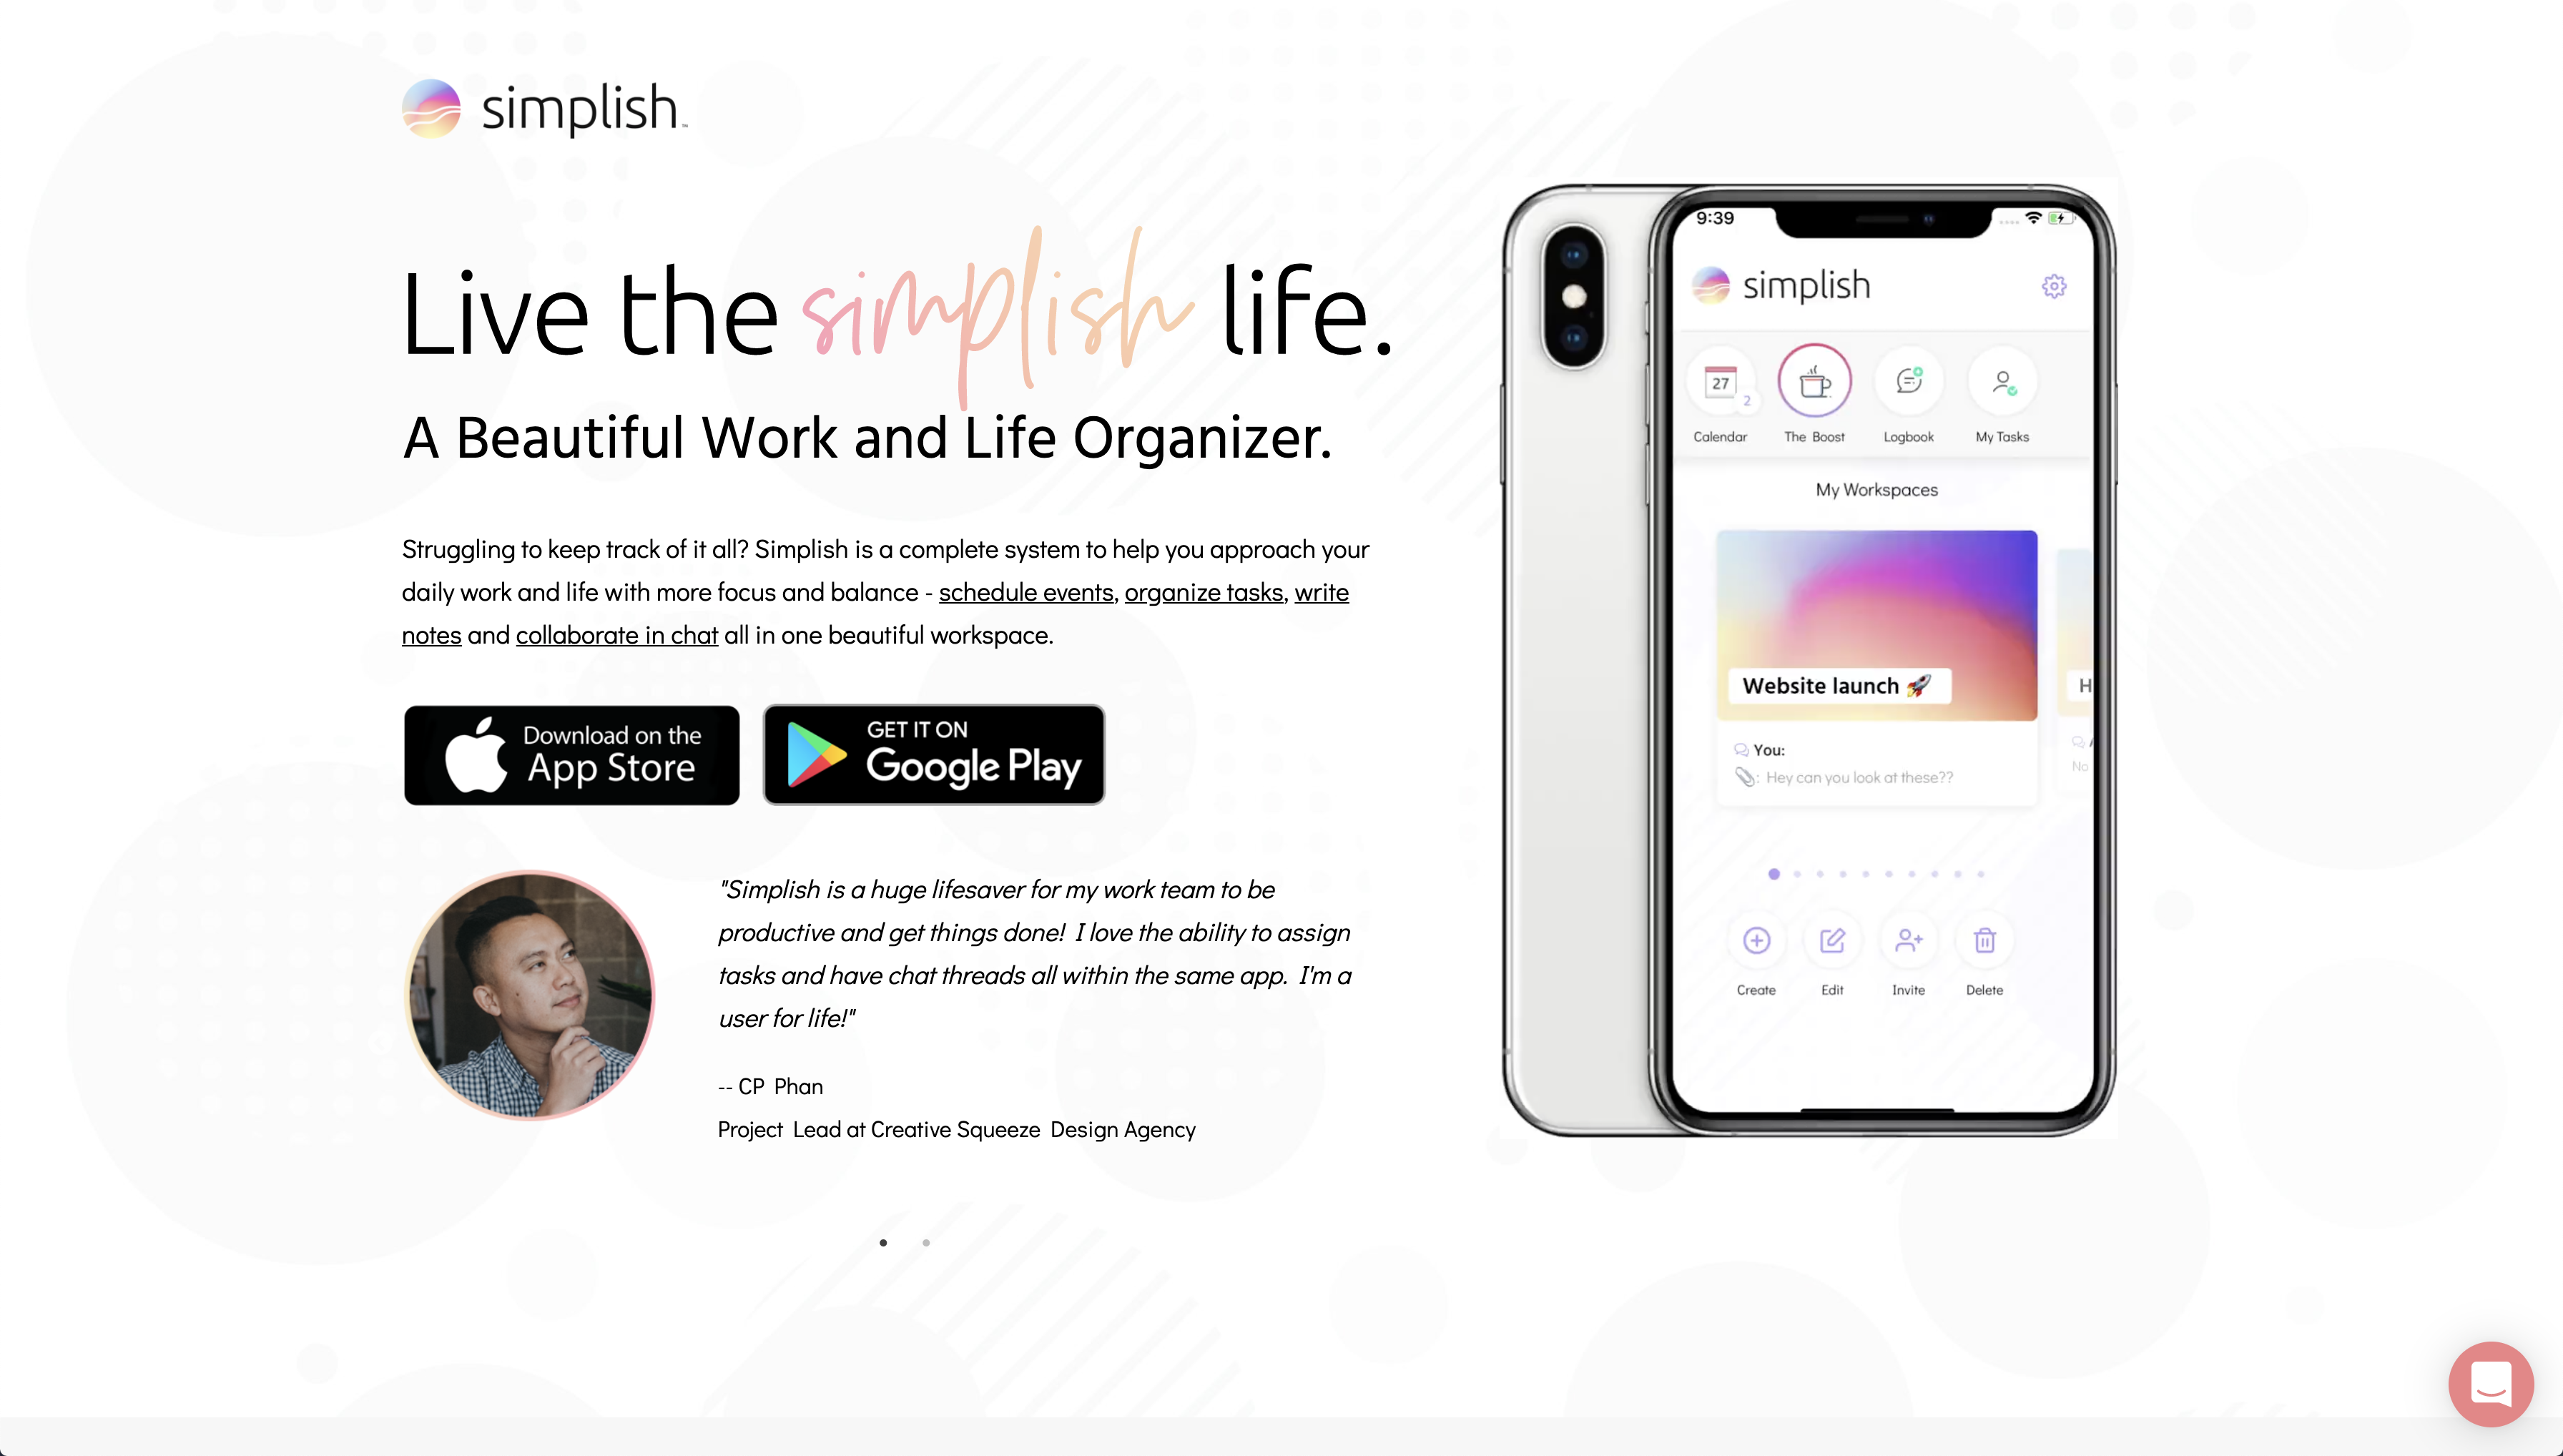 simplish™
Live the simplish life.
A Beautiful Work and Life Organizer.
Struggling to keep track of it all? Simplish is a complete system to help you approach your
daily work and life with more focus and balance - schedule events, organize tasks, write
notes and collaborate in chat all in one beautiful workspace.
Download on the
App Store
GET IT ON
Google Play
"Simplish is a huge lifesaver for my work team to be
productive and get things done! I love the ability to assign
tasks and have chat threads all within the same app. I'm a
user for life!"
-- CP Phan
Project Lead at Creative Squeeze Design Agency
9:39
simplish
27
2
Calendar The Boost Logbook My Tasks
My Workspaces
Website launch 🚀
H
You:
📎: Hey can you look at these??
No
Create Edit Invite Delete